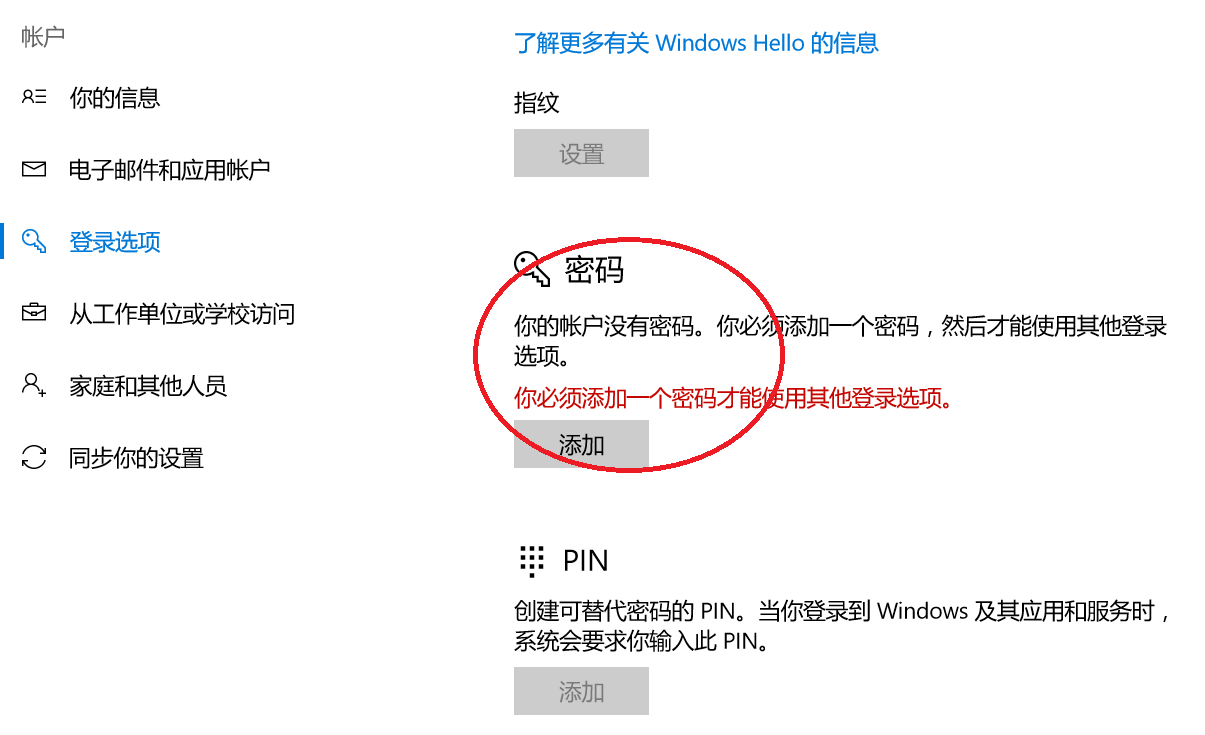 帐户
你的信息
电子邮件和应用帐户
登录选项
从工作单位或学校访问
家庭和其他人员
同步你的设置
了解更多有关 Windows Hello 的信息
指纹
设置
密码
你的帐户没有密码。你必须添加一个密码，然后才能使用其他登录
选项。
你必须添加一个密码才能使用其他登录选项。
添加
PIN
创建可替代密码的 PIN。当你登录到 Windows 及其应用和服务时，
系统会要求你输入此 PIN。
添加